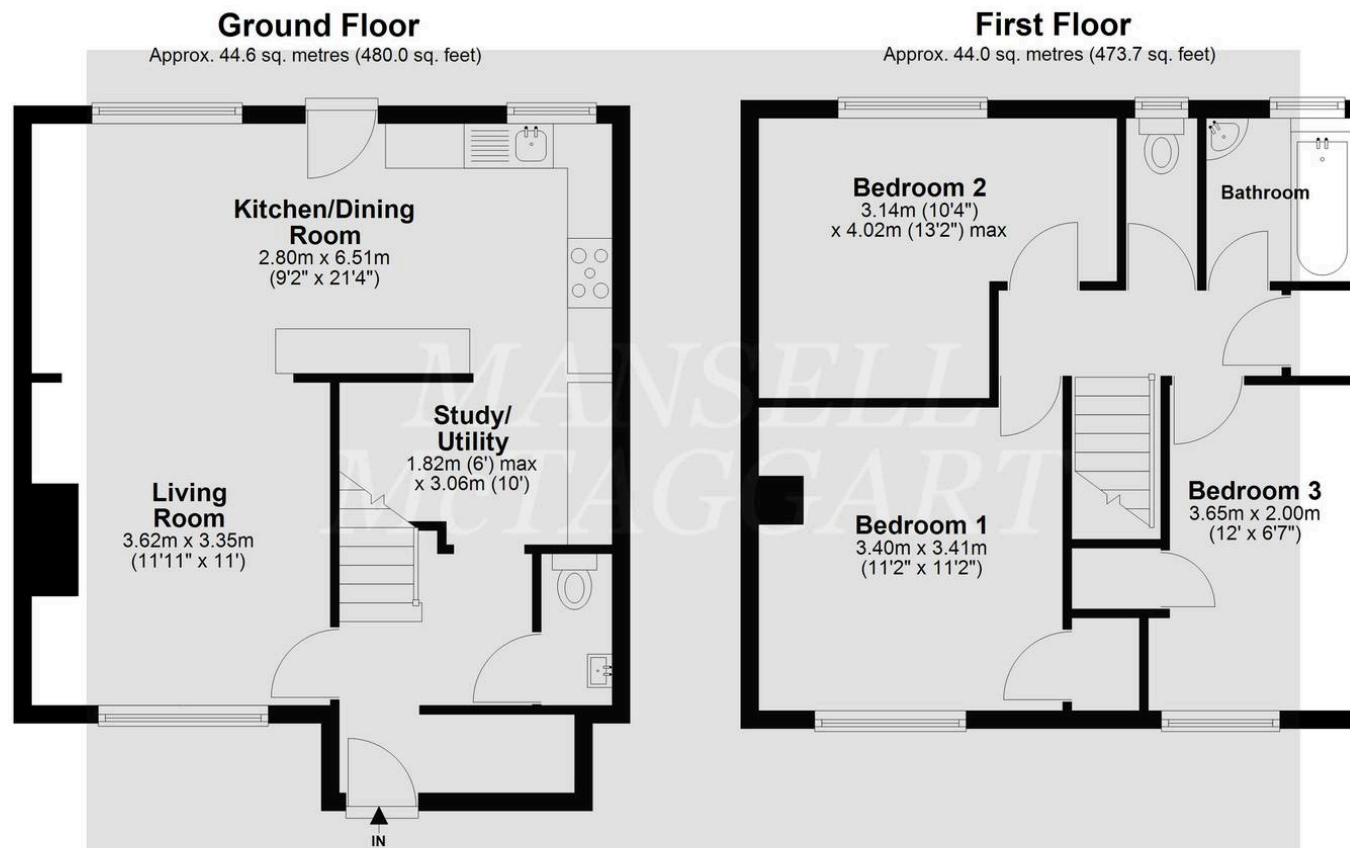 Ground Floor
Approx. 44.6 sq. metres (480.0 sq. feet)
Kitchen/Dining
Room
2.80m x 6.51m
(9'2" x 21'4")
Study/
Utility
1.82m (6') max
x 3.06m (10')
Living
Room
3.62m x 3.35m
(11'11" x 11')
IN
First Floor
Approx. 44.0 sq. metres (473.7 sq. feet)
Bedroom 2
3.14m (10'4")
x 4.02m (13'2") max
Bathroom
Bedroom 1
3.40m x 3.41m
(11'2" x 11'2")
Bedroom 3
3.65m x 2.00m
(12' x 6'7")
MANSELL
McTAGGART